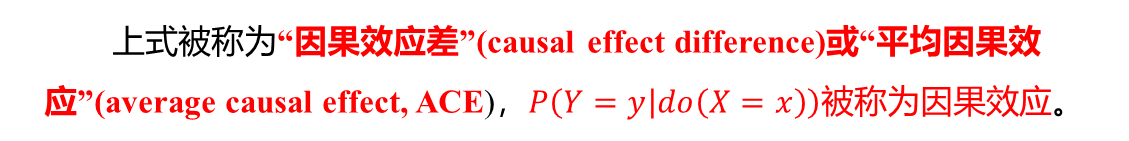 上式被称为“因果效应差”(causal effect difference)或“平均因果效
应”(average causal effect, ACE)，P(Y = y|do(X = x))被称为因果效应。